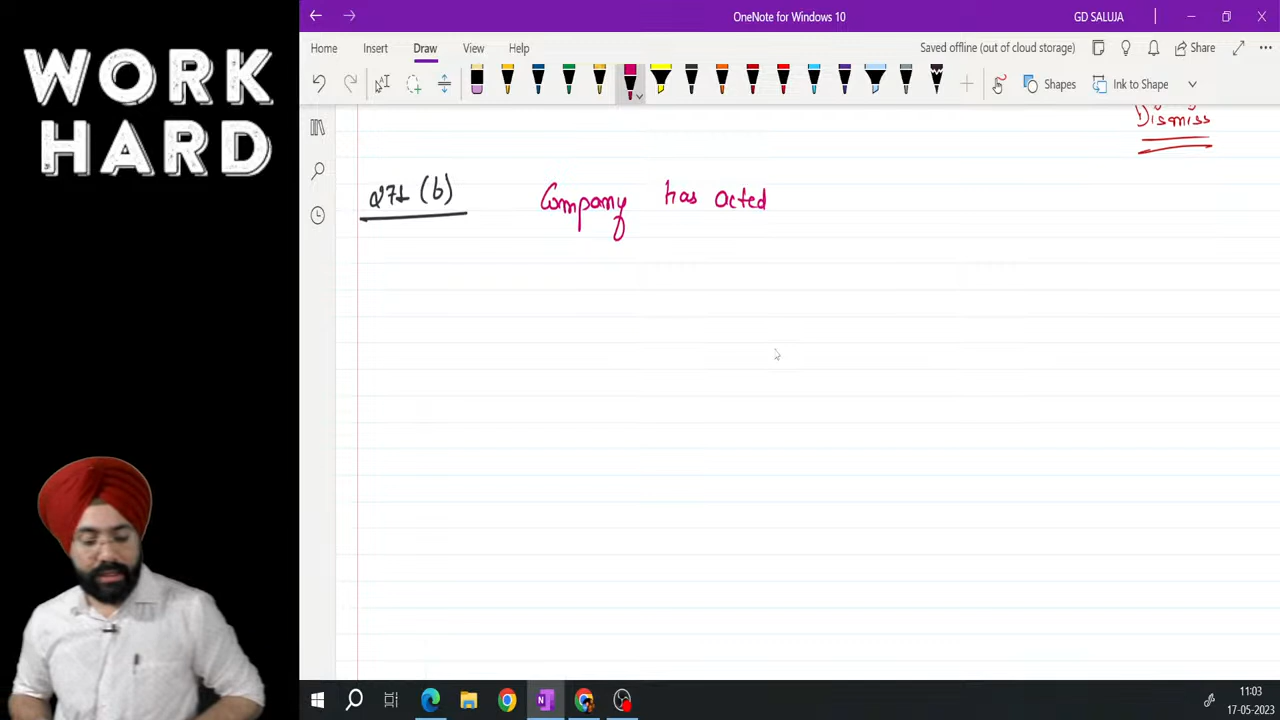 WORK
HARD
OneNote for Windows 10
GD SALUJA
Home Insert Draw View Help
Saved offline (out of cloud storage)
Share
Shapes
Ink to Shape
Dismiss
271 (b) Company has acted
11:03
17-05-2023